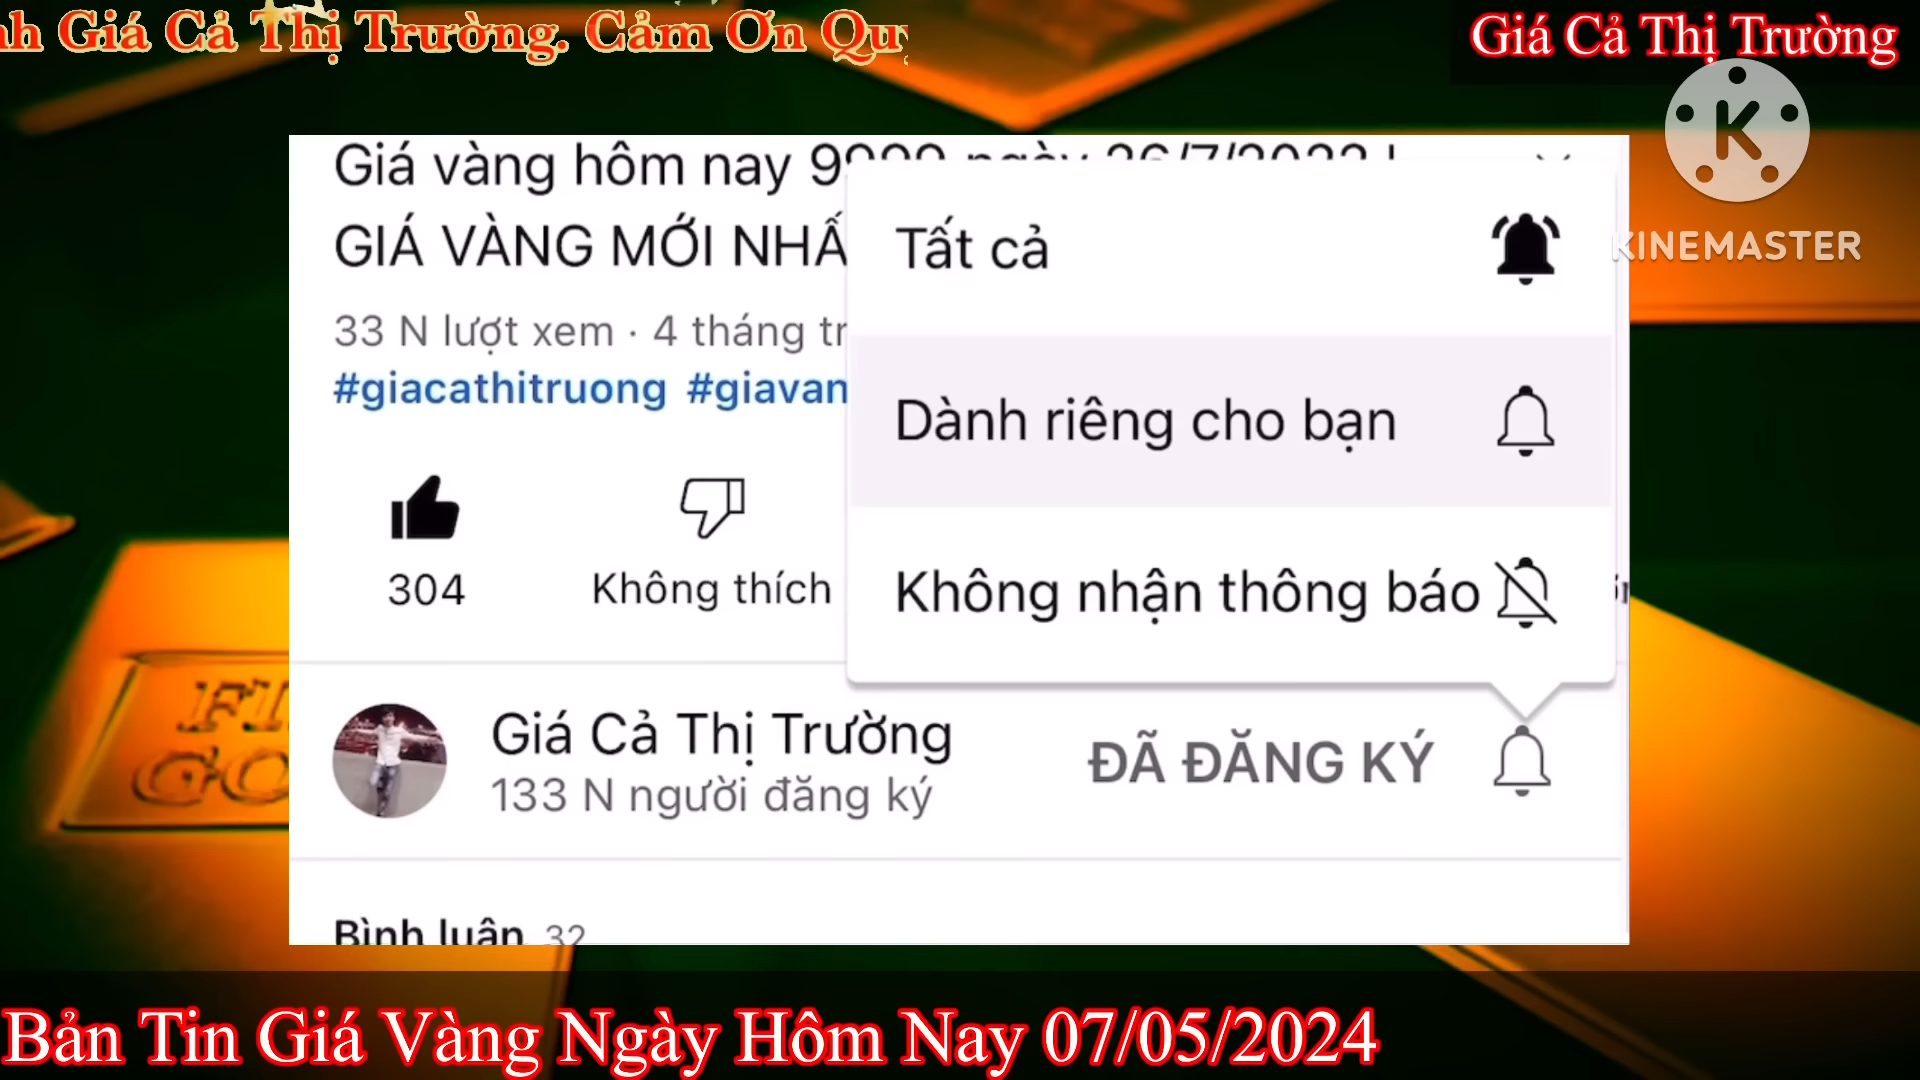 Giá Cả Thị Trường. Cảm Ơn
Giá Cả Thị Trường
KINEMASTER
Giá vàng hôm nay
GIÁ VÀNG MỚI
33 N lượt xem · 4 tháng
#giacathitruong
304
Không thích
Tất cả
Dành riêng cho bạn
Không nhận thông báo
Giá Cả Thị Trường
133 N người đăng ký
ĐÃ ĐĂNG KÝ
Bình luận 32
FI
GO
Bản Tin Giá Vàng Ngày Hôm Nay 07/05/2024